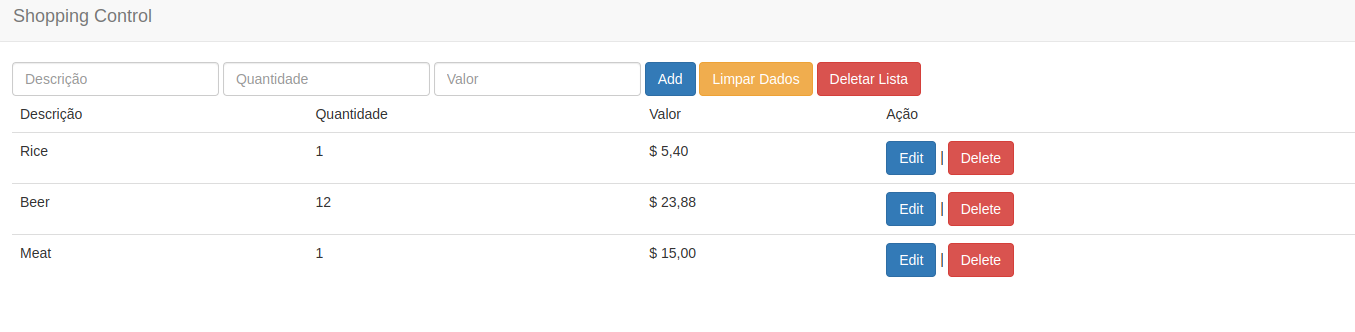 Shopping Control
Descrição Quantidade Valor Add Limpar Dados Deletar Lista
Descrição Quantidade Valor Ação
Rice 1 $ 5,40 Edit | Delete
Beer 12 $ 23,88 Edit | Delete
Meat 1 $ 15,00 Edit | Delete